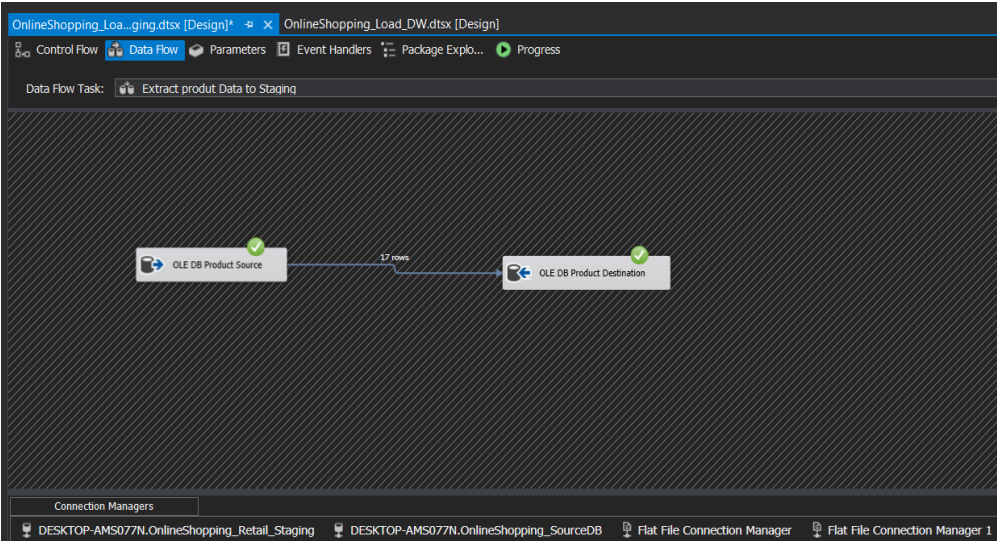 OnlineShopping_Loa...ging.dtsx [Design]* OnlineShopping_Load_DW.dtsx [Design]
Control Flow Data Flow Parameters Event Handlers Package Explo... Progress
Data Flow Task: Extract produt Data to Staging
OLE DB Product Source
17 rows
OLE DB Product Destination
Connection Managers
DESKTOP-AMS077N.OnlineShopping_Retail_Staging DESKTOP-AMS077N.OnlineShopping_SourceDB Flat File Connection Manager Flat File Connection Manager 1